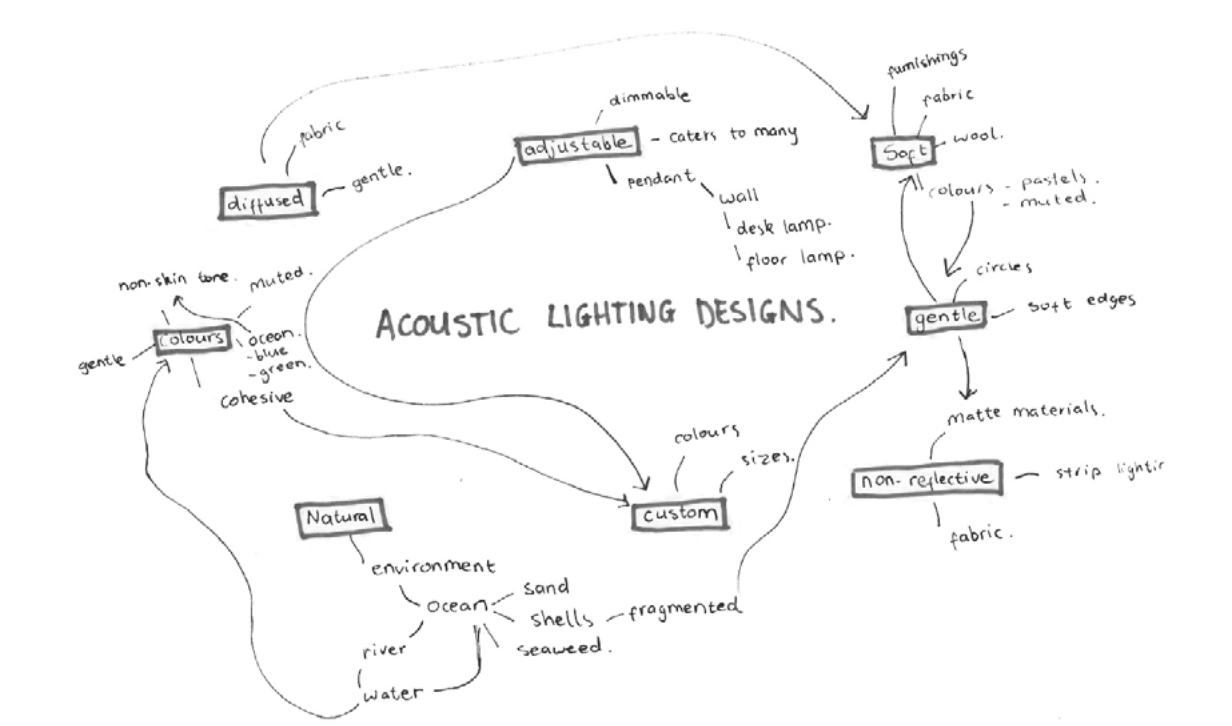 furnishings
fabric
wool.
Soft
colours - pastels.
- muted.
dimmable
adjustable - caters to many
pendant
wall
desk lamp.
floor lamp.
fabric
gentle.
diffused
non-skin tone.
muted.
colours
ocean.
-blue
-green.
gentle
cohesive
ACOUSTIC LIGHTING DESIGNS.
circles
soft edges
gentle
matte materials.
non-reflective
fabric.
strip
colours
sizes.
custom
Natural
environment
ocean
sand
shells - fragmented
seaweed.
river
water